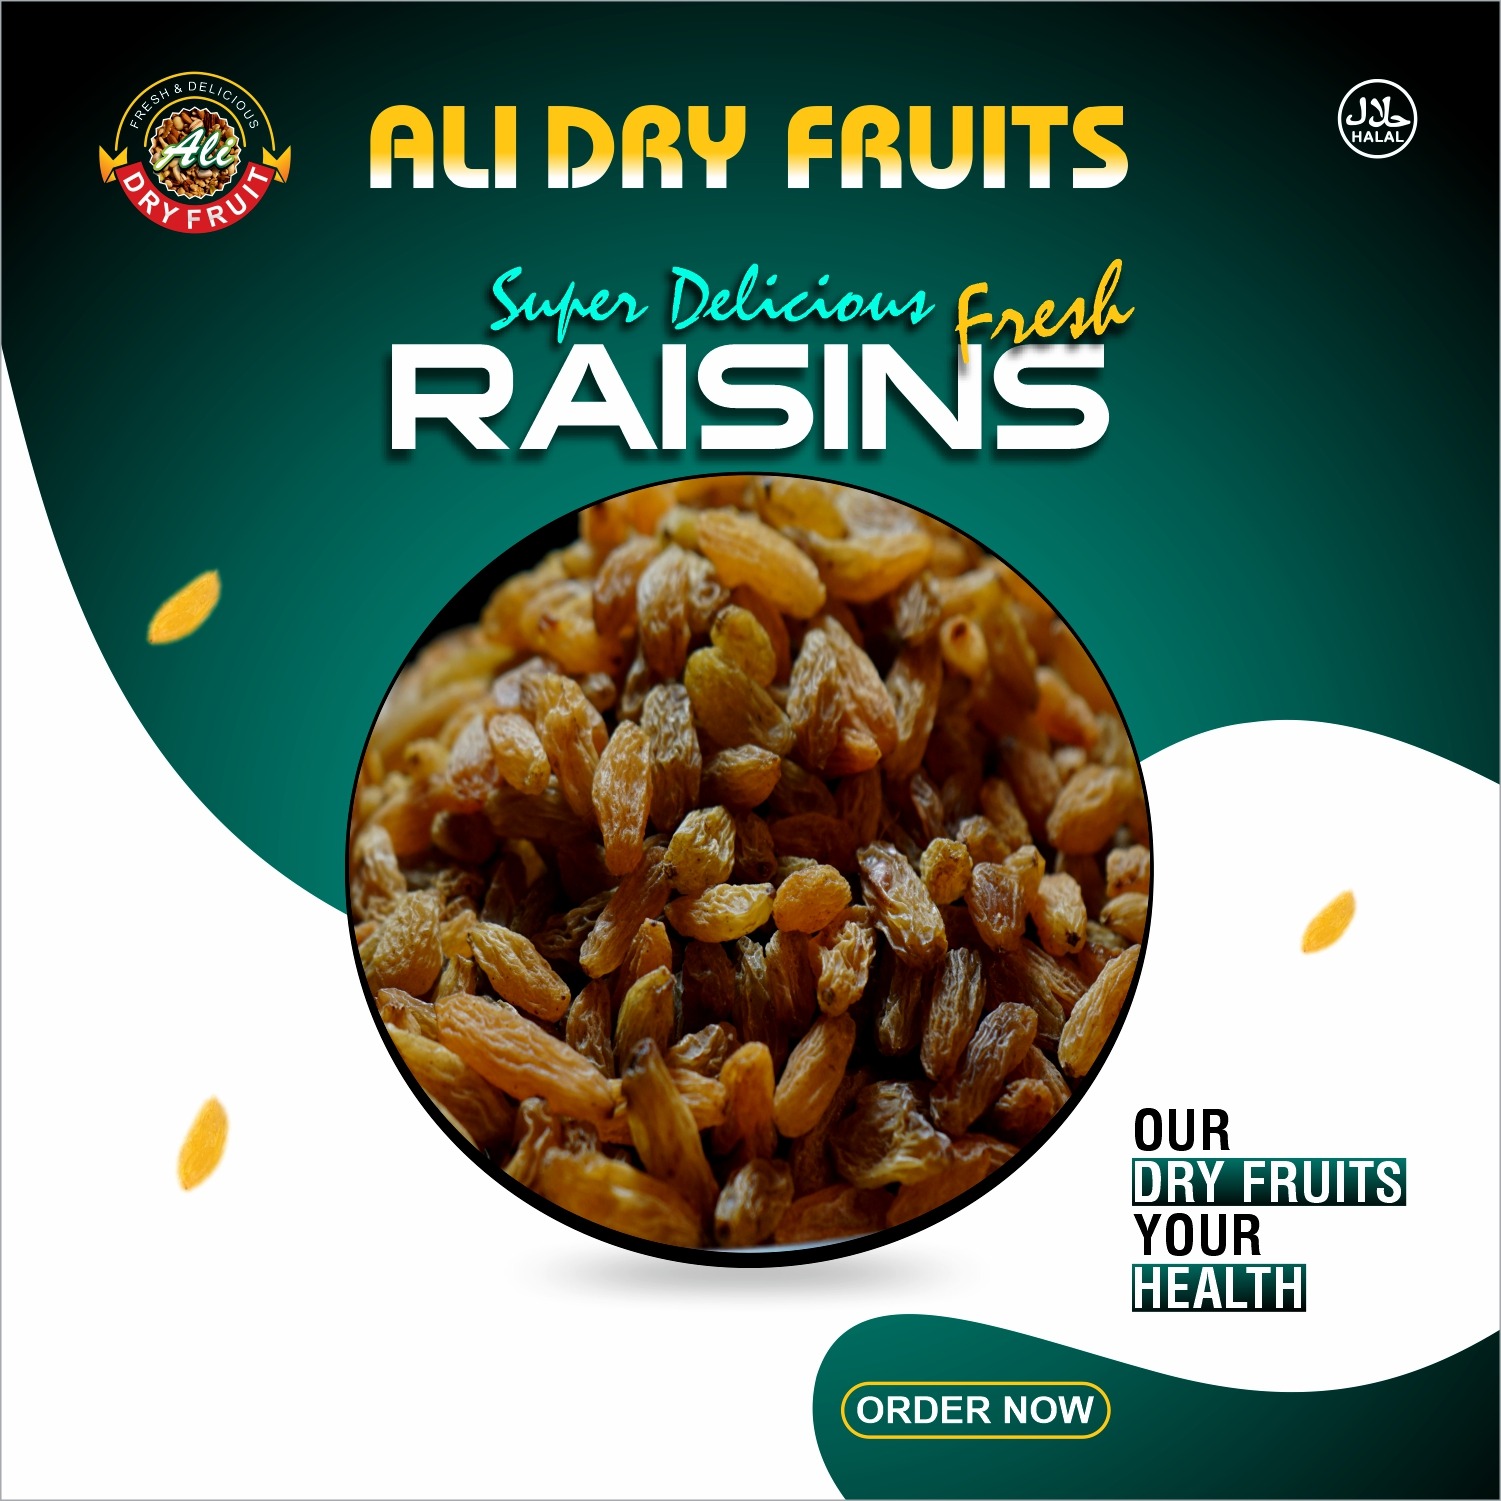 FRESH & DELICIOUS
Ali
DRY FRUIT
ALI DRY FRUITS
حلال
HALAL
Super Delicious Fresh
RAISINS
OUR
DRY FRUITS
YOUR
HEALTH
ORDER NOW